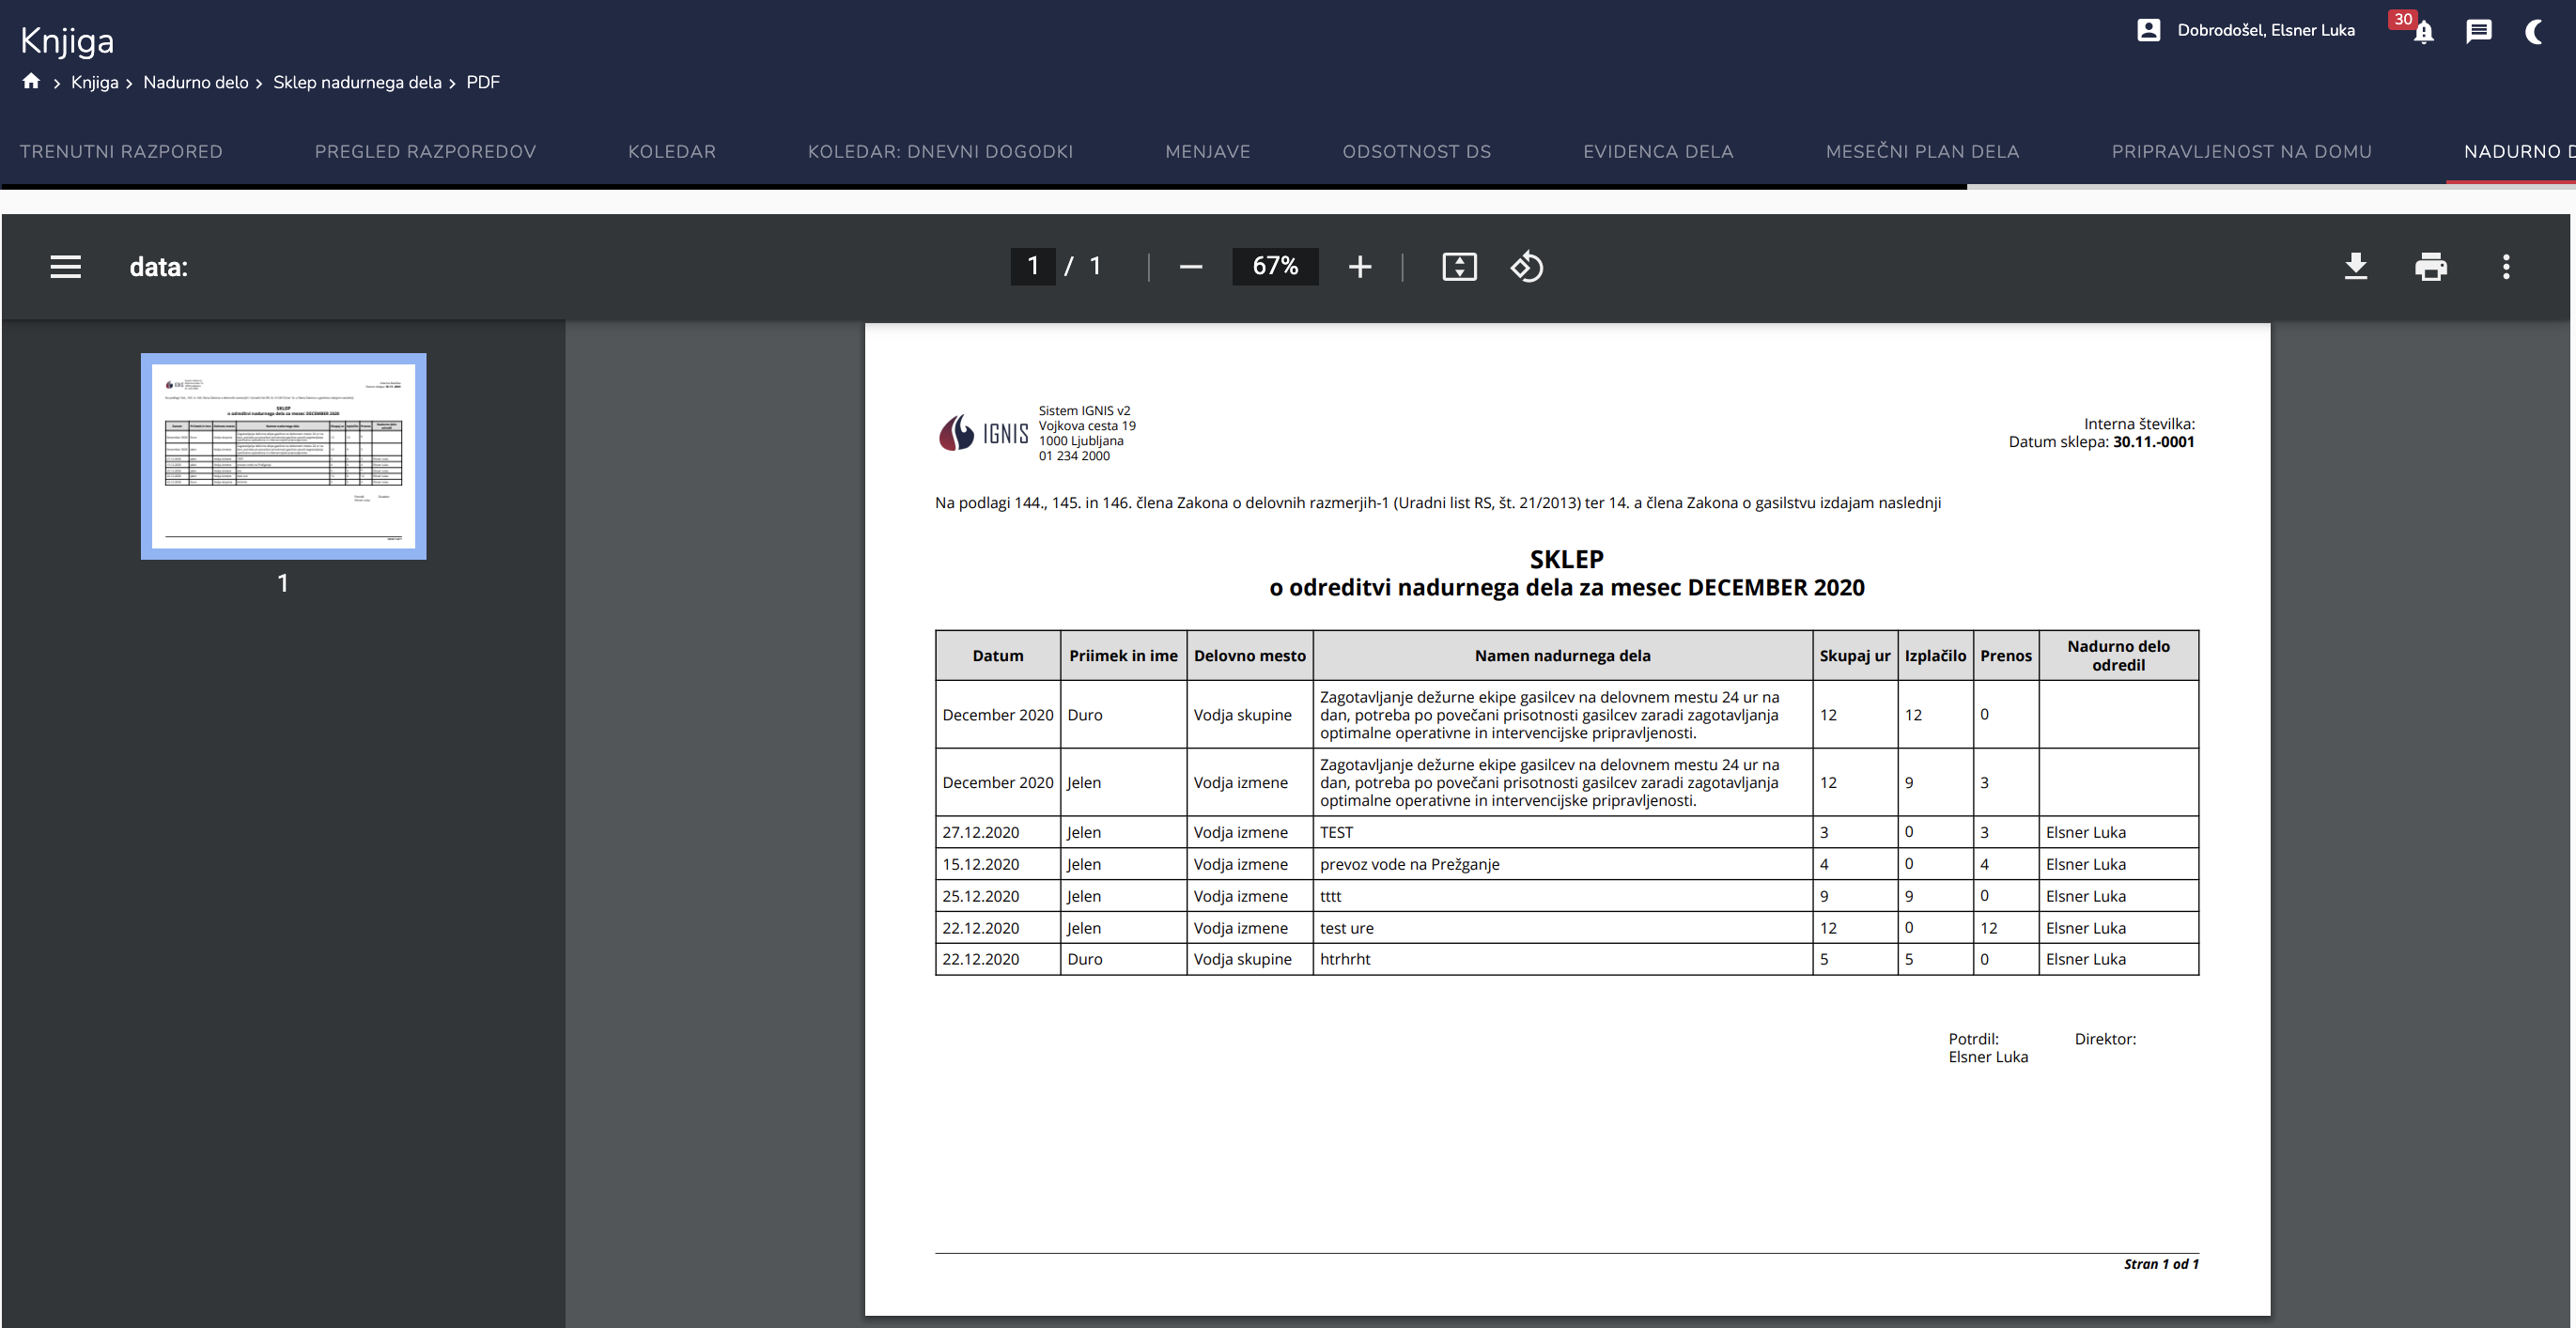 Knjiga
Dobrodošel, Elsner Luka
30
Knjiga
Nadurno delo
Sklep nadurnega dela
PDF
TRENUTNI RAZPORED
PREGLED RAZPOREDOV
KOLEDAR
KOLEDAR: DNEVNI DOGODKI
MENJAVE
ODSOTNOST DS
EVIDENCA DELA
MESEČNI PLAN DELA
PRIPRAVLJENOST NA DOMU
NADURNO D
data:
1 / 1
67%
1
IGNIS
Sistem IGNIS v2
Vojkova cesta 19
1000 Ljubljana
01 234 2000
Interna številka:
Datum sklepa: 30.11.-0001
Na podlagi 144., 145. in 146. člena Zakona o delovnih razmerjih-1 (Uradni list RS, št. 21/2013) ter 14. a člena Zakona o gasilstvu izdajam naslednji
SKLEP
o odreditvi nadurnega dela za mesec DECEMBER 2020
Datum Priimek in ime Delovno mesto Namen nadurnega dela Skupaj ur Izplačilo Prenos Nadurno delo odredil
December 2020 Duro Vodja skupine Zagotavljanje dežurne ekipe gasilcev na delovnem mestu 24 ur na
dan, potreba po povečani prisotnosti gasilcev zaradi zagotavljanja
optimalne operativne in intervencijske pripravljenosti. 12 12 0
December 2020 Jelen Vodja izmene Zagotavljanje dežurne ekipe gasilcev na delovnem mestu 24 ur na
dan, potreba po povečani prisotnosti gasilcev zaradi zagotavljanja
optimalne operativne in intervencijske pripravljenosti. 12 9 3
27.12.2020 Jelen Vodja izmene TEST 3 0 3 Elsner Luka
15.12.2020 Jelen Vodja izmene prevoz vode na Prežganje 4 0 4 Elsner Luka
25.12.2020 Jelen Vodja izmene tttt 9 9 0 Elsner Luka
22.12.2020 Jelen Vodja izmene test ure 12 0 12 Elsner Luka
22.12.2020 Duro Vodja skupine htrhrht 5 5 0 Elsner Luka
Potrdil: Direktor:
Elsner Luka
Stran 1 od 1